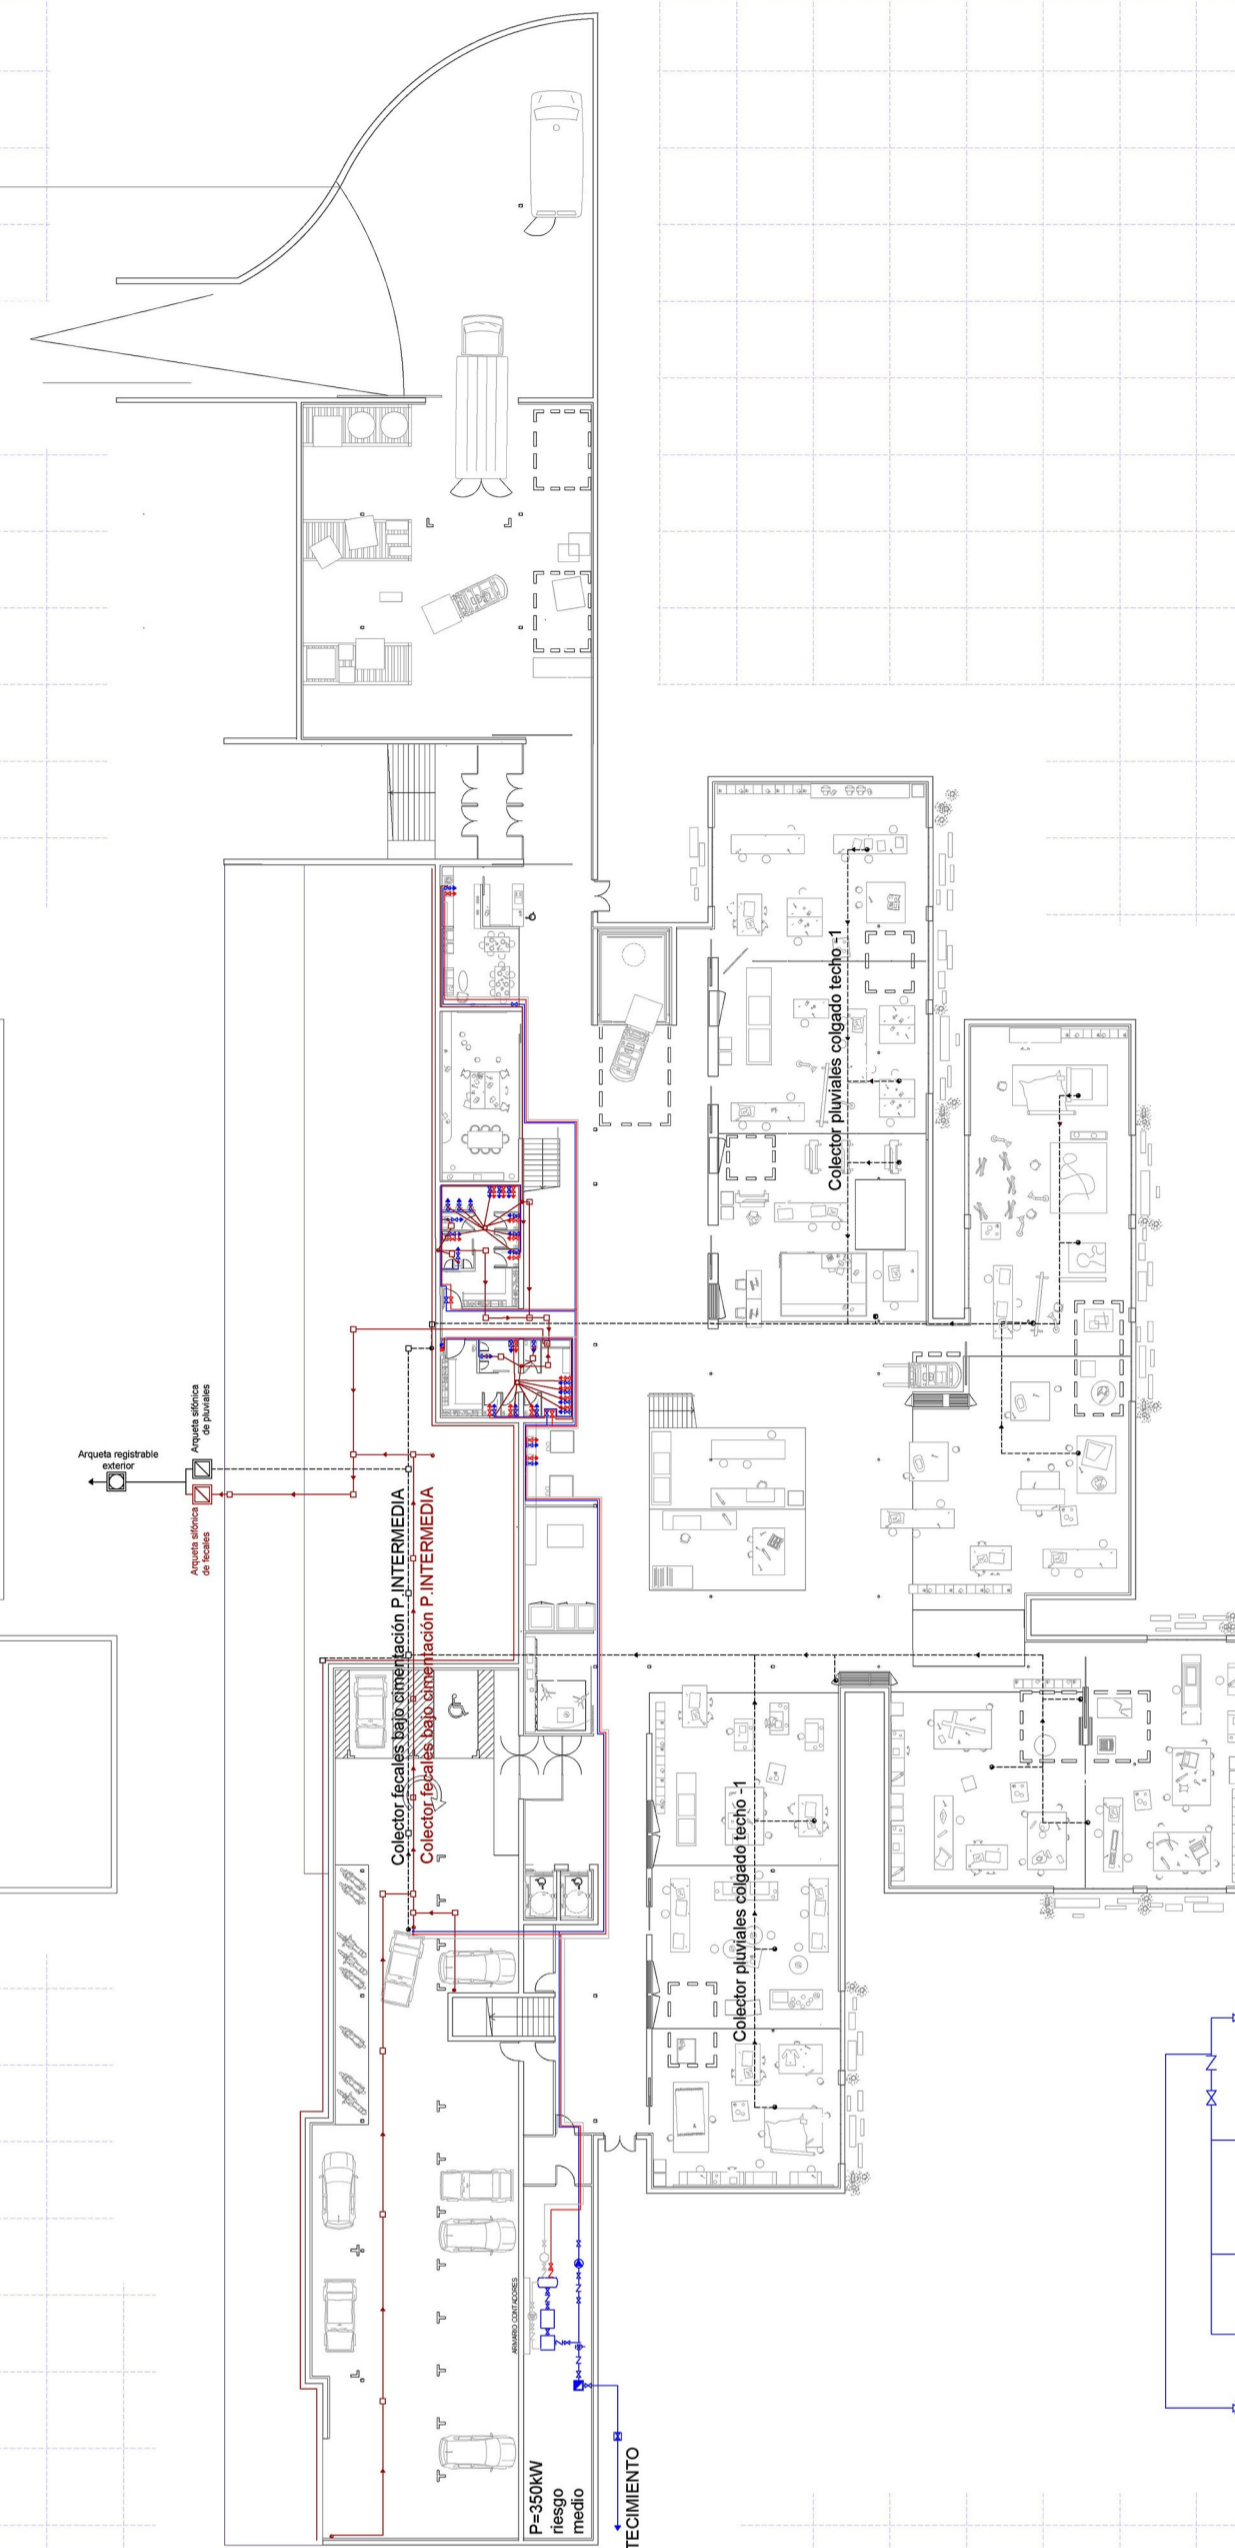 Arqueta registrable
exterior
Arqueta sifónica
de pluviales
Arqueta sifónica
de fecales
Colector pluviales colgado techo -1
Colector fecales bajo cimentación P.INTERMEDIA
Colector fecales bajo cimentación P.INTERMEDIA
Colector pluviales colgado techo -1
ARMARIO CONTADORES
P=350kW
riesgo
medio
TECIMIENTO